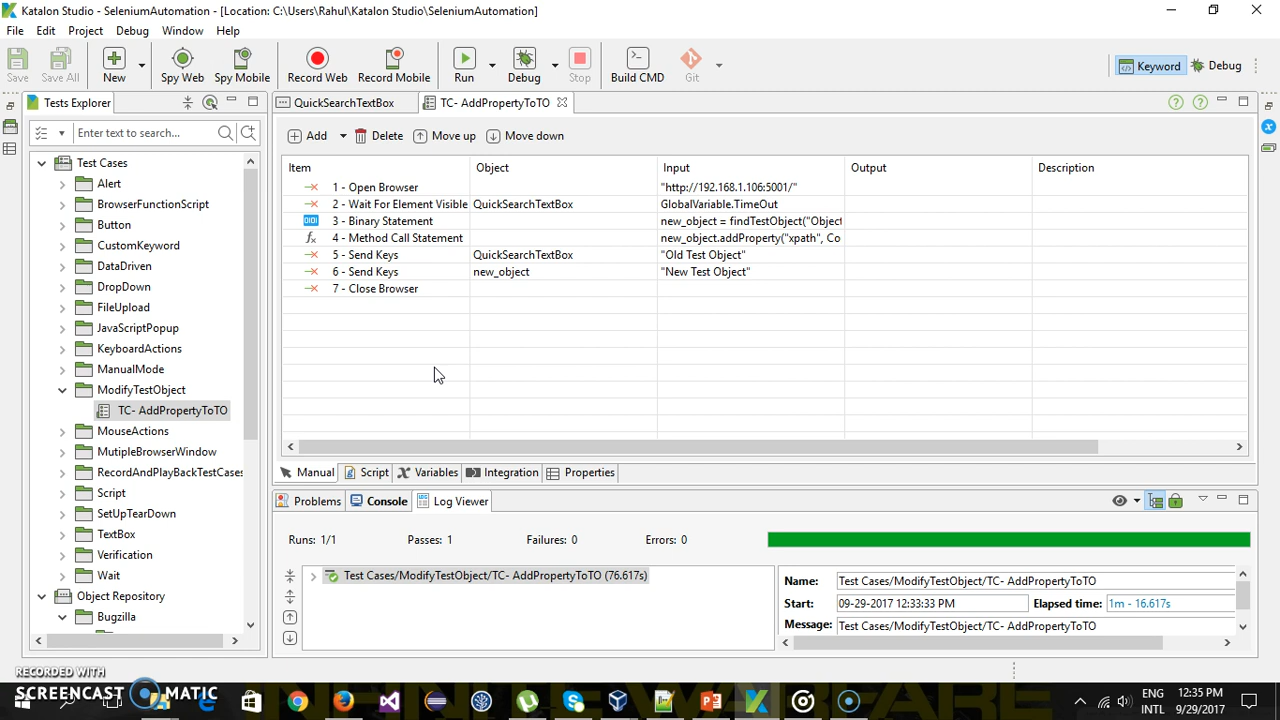 Katalon Studio - SeleniumAutomation - [Location: C:\Users\Rahul\Katalon Studio\SeleniumAutomation]
File Edit Project Debug Window Help
Save Save All New Spy Web Spy Mobile Record Web Record Mobile Run Debug Stop Build CMD Git Keyword Debug
Tests Explorer
Enter text to search...
Test Cases
Alert
BrowserFunctionScript
Button
CustomKeyword
DataDriven
DropDown
FileUpload
JavaScriptPopup
KeyboardActions
ManualMode
ModifyTestObject
TC- AddPropertyToTO
MouseActions
MutipleBrowserWindow
RecordAndPlayBackTestCases
Script
SetUpTearDown
TextBox
Verification
Wait
Object Repository
Bugzilla
QuickSearchTextBox TC- AddPropertyToTO
Add Delete Move up Move down
Item Object Input Output Description
1 - Open Browser "http://192.168.1.106:5001/"
2 - Wait For Element Visible QuickSearchTextBox GlobalVariable.TimeOut
3 - Binary Statement new_object = findTestObject("Object
4 - Method Call Statement new_object.addProperty("xpath", Co
5 - Send Keys QuickSearchTextBox "Old Test Object"
6 - Send Keys new_object "New Test Object"
7 - Close Browser
Manual Script Variables Integration Properties
Problems Console Log Viewer
Runs: 1/1 Passes: 1 Failures: 0 Errors: 0
Test Cases/ModifyTestObject/TC- AddPropertyToTO (76.617s)
Name: Test Cases/ModifyTestObject/TC- AddPropertyToTO
Start: 09-29-2017 12:33:33 PM Elapsed time: 1m - 16.617s
Message: Test Cases/ModifyTestObject/TC- AddPropertyToTO
RECORDED WITH
SCREENCAST MATIC
ENG
INTL
12:35 PM
9/29/2017